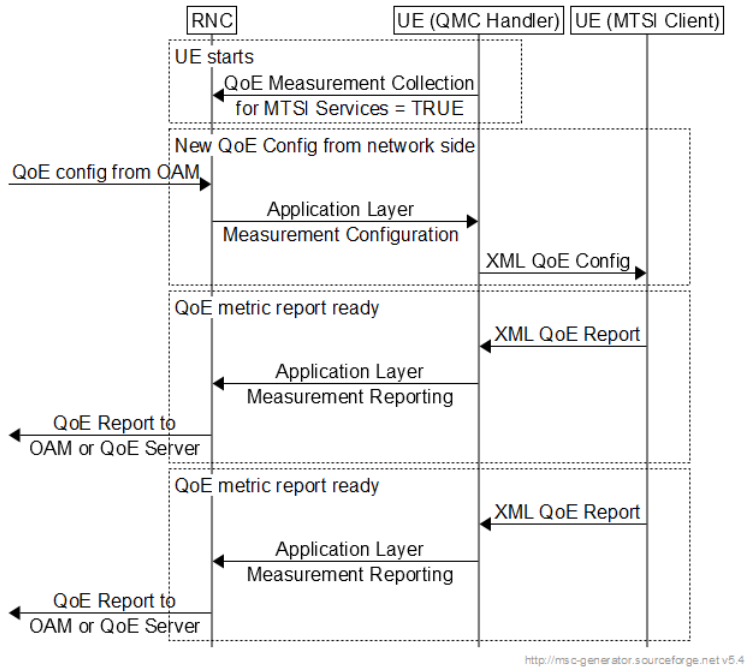 RNC
UE (QMC Handler)
UE (MTSI Client)
UE starts
QoE Measurement Collection
for MTSI Services = TRUE
New QoE Config from network side
QoE config from OAM
Application Layer
Measurement Configuration
XML QoE Config
QoE metric report ready
XML QoE Report
Application Layer
Measurement Reporting
QoE Report to
OAM or QoE Server
QoE metric report ready
XML QoE Report
Application Layer
Measurement Reporting
QoE Report to
OAM or QoE Server
http://msc-generator.sourceforge.net v5.4